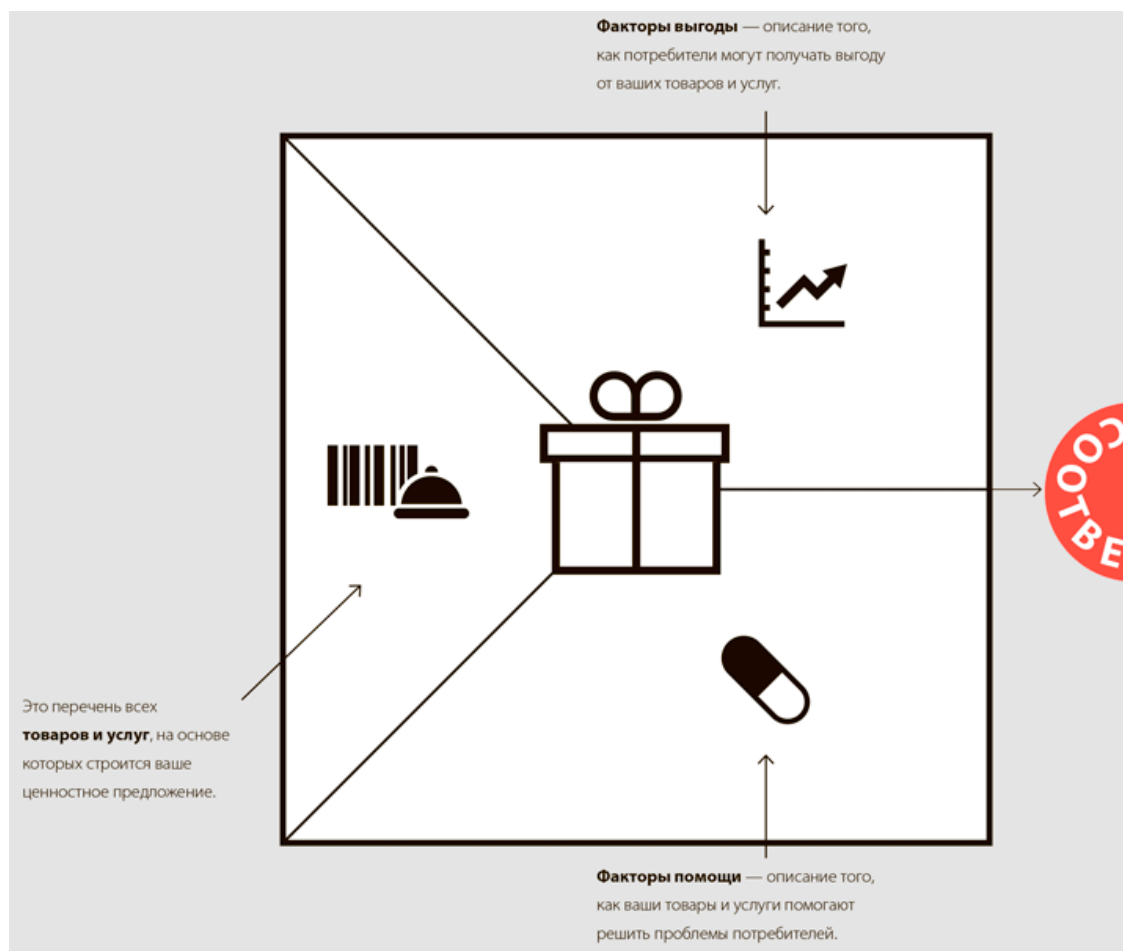 Факторы выгоды — описание того,
как потребители могут получать выгоду
от ваших товаров и услуг.
СООТВЕ
Это перечень всех
товаров и услуг, на основе
которых строится ваше
ценностное предложение.
Факторы помощи — описание того,
как ваши товары и услуги помогают
решить проблемы потребителей.